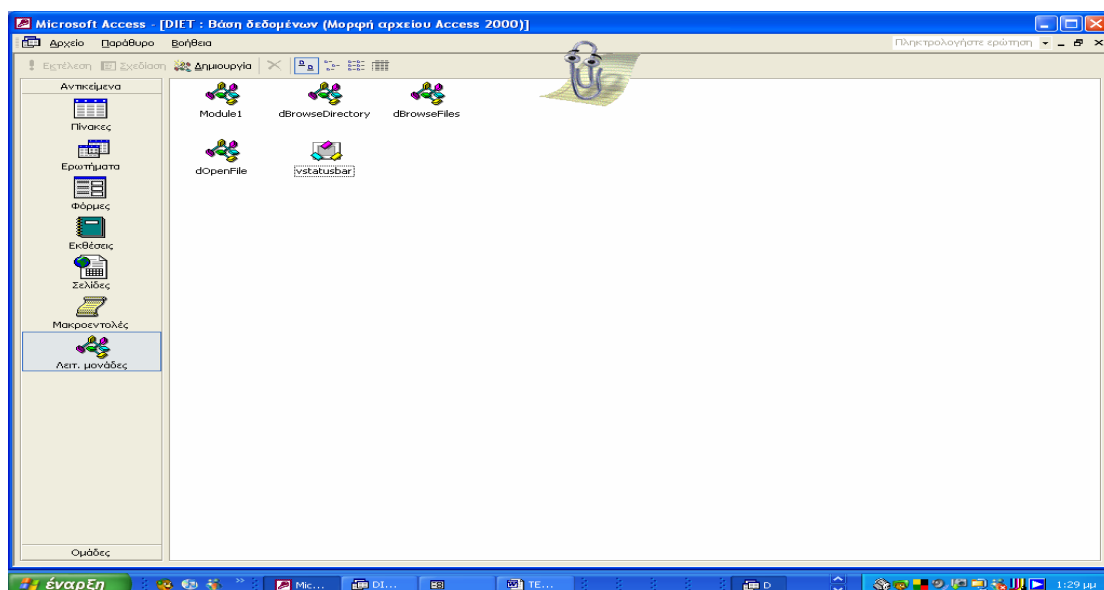 Microsoft Access - [DIET : Βάση δεδομένων (Μορφή αρχείου Access 2000)]
Αρχείο Παράθυρο Βοήθεια
Πληκτρολογήστε ερώτηση
Εκτέλεση Σχεδίαση Δημιουργία
Αντικείμενα
Πίνακες
Ερωτήματα
Φόρμες
Εκθέσεις
Σελίδες
Μακροεντολές
Λειτ. μονάδες
Ομάδες
Module1 dBrowseDirectory dBrowseFiles
dOpenFile vstatusbar
έναρξη
Mic...
DI...
TE...
D
1:29 μμ